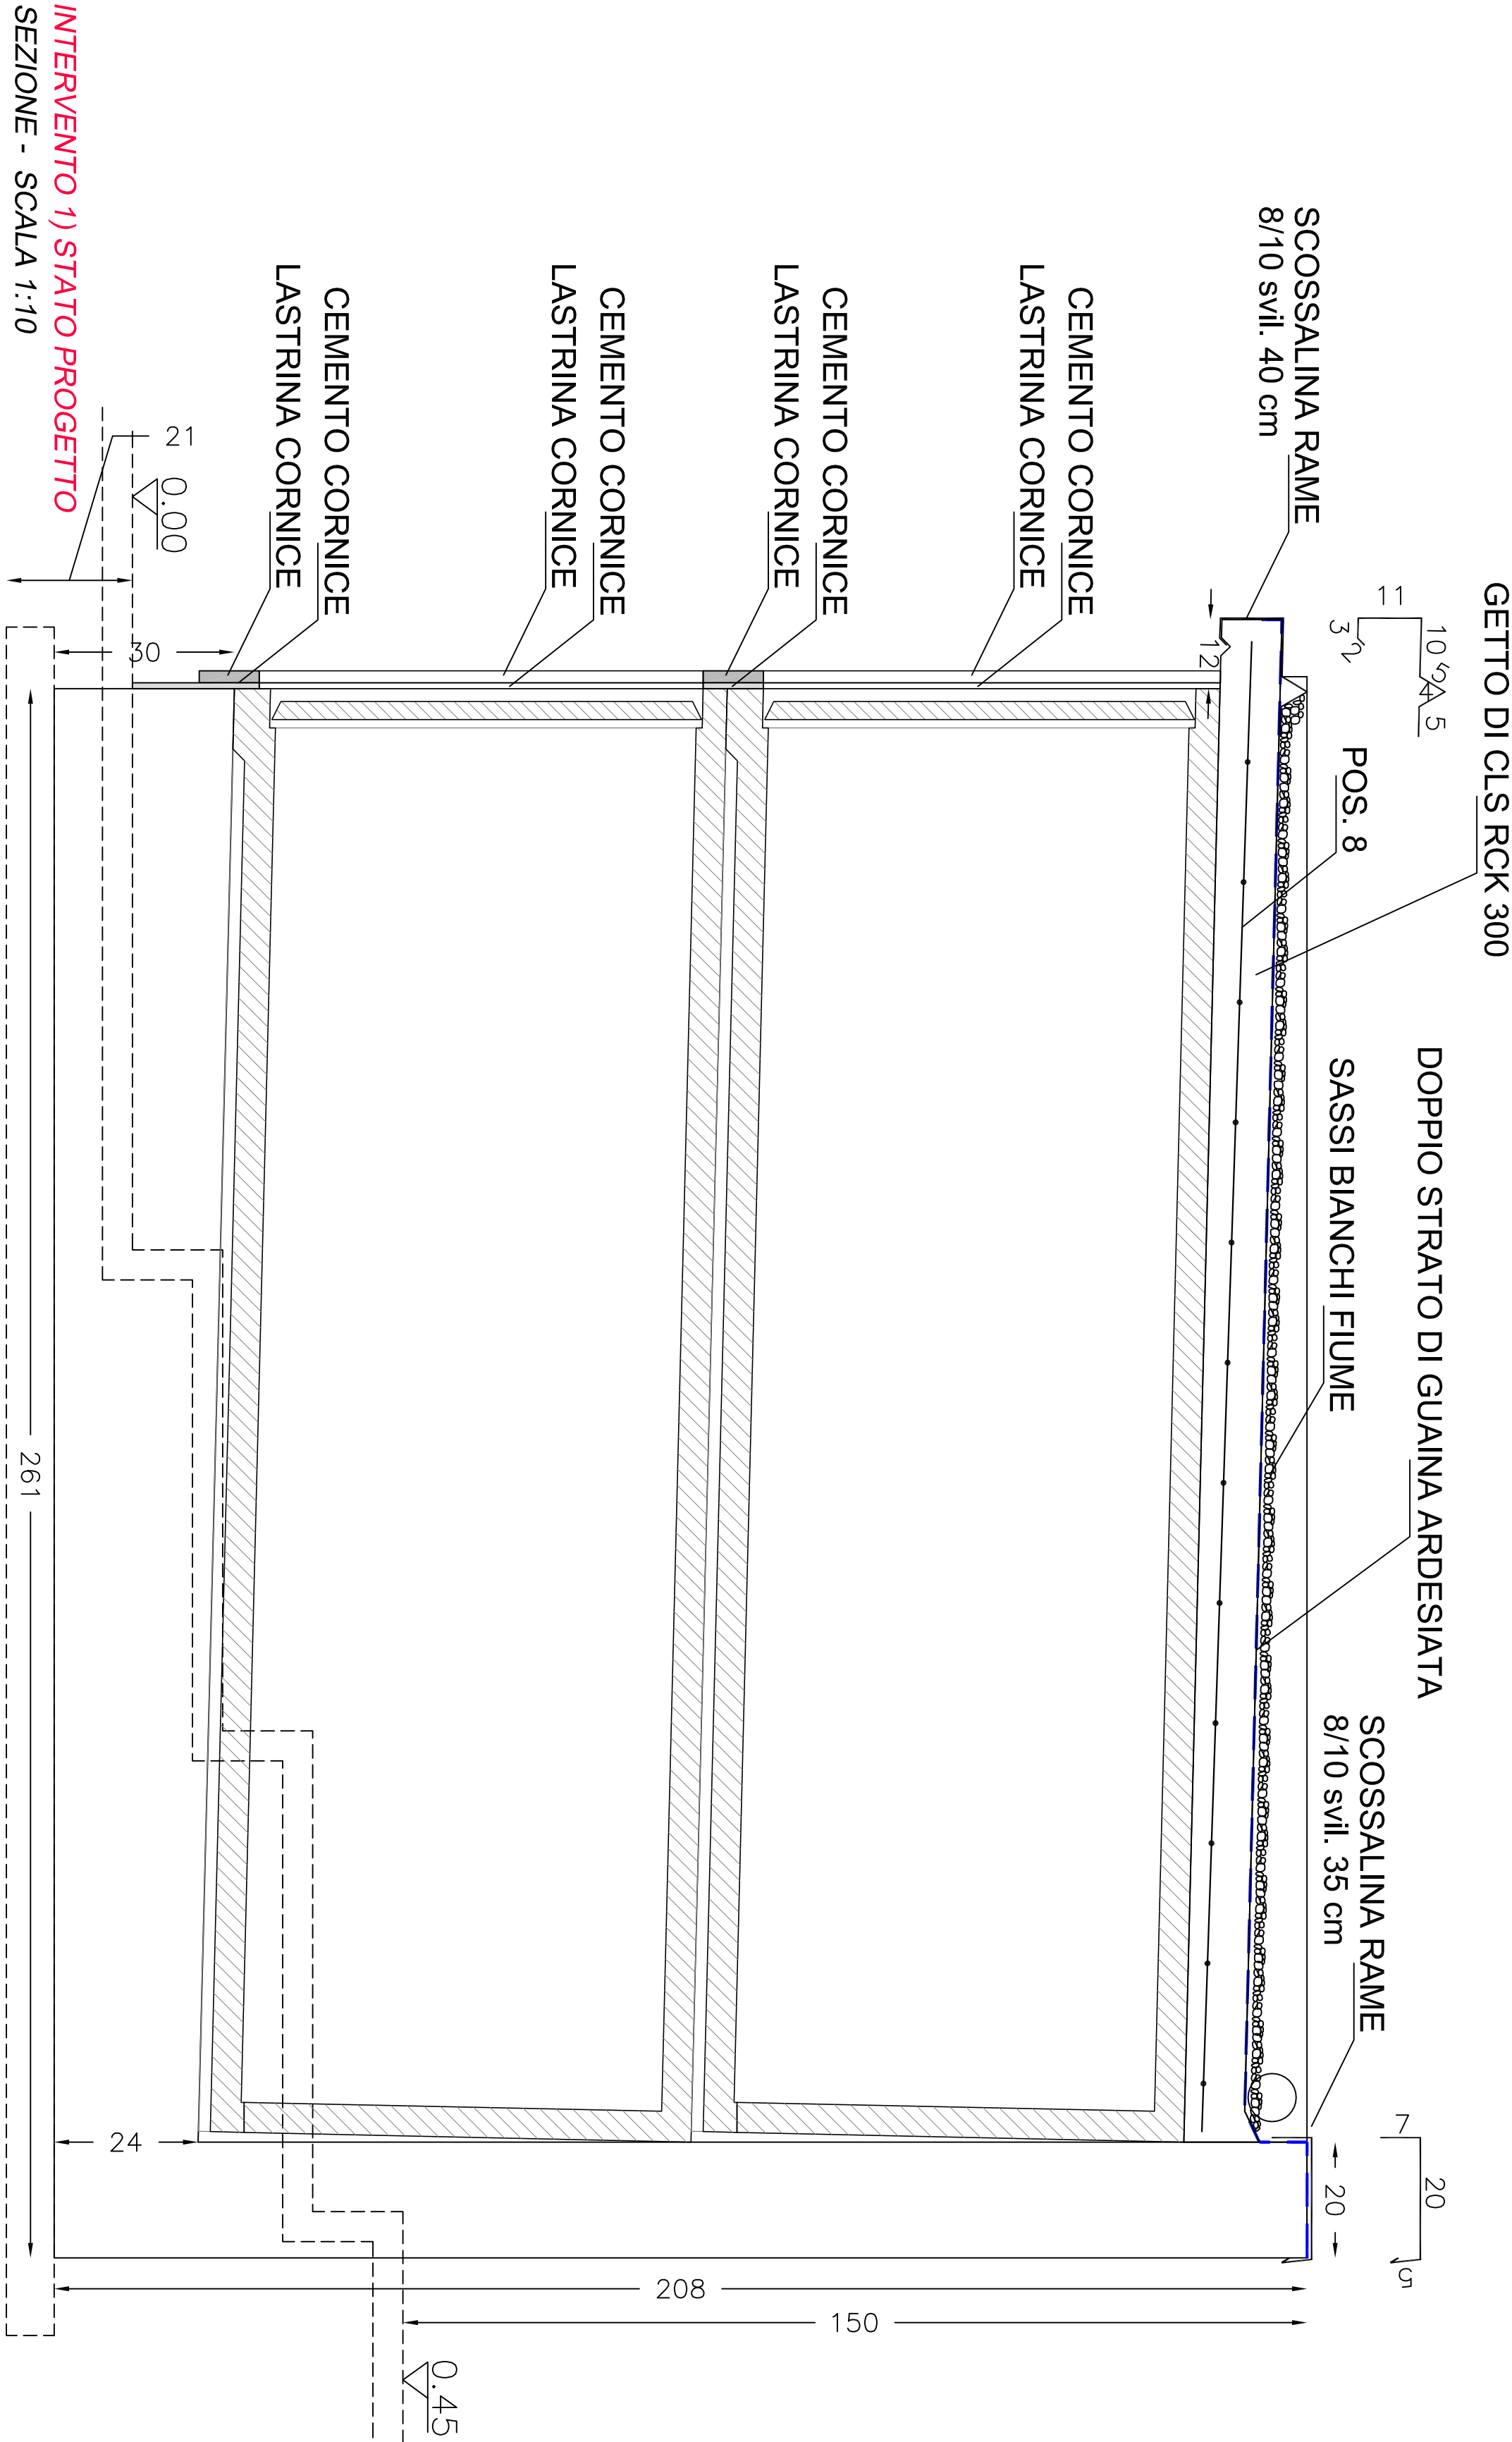 GETTO DI CLS RCK 300
DOPPIO STRATO DI GUAINA ARDESIATA
SCOSSALINA RAME
8/10 svil. 35 cm
SASSI BIANCHI FIUME
POS. 8
SCOSSALINA RAME
8/10 svil. 40 cm
11
10
5
4
5
3
2
7
20
5
20
12
CEMENTO CORNICE
LASTRINA CORNICE
CEMENTO CORNICE
LASTRINA CORNICE
CEMENTO CORNICE
LASTRINA CORNICE
CEMENTO CORNICE
LASTRINA CORNICE
208
150
0.45
21
0.00
30
24
261
INTERVENTO 1) STATO PROGETTO
SEZIONE - SCALA 1:10